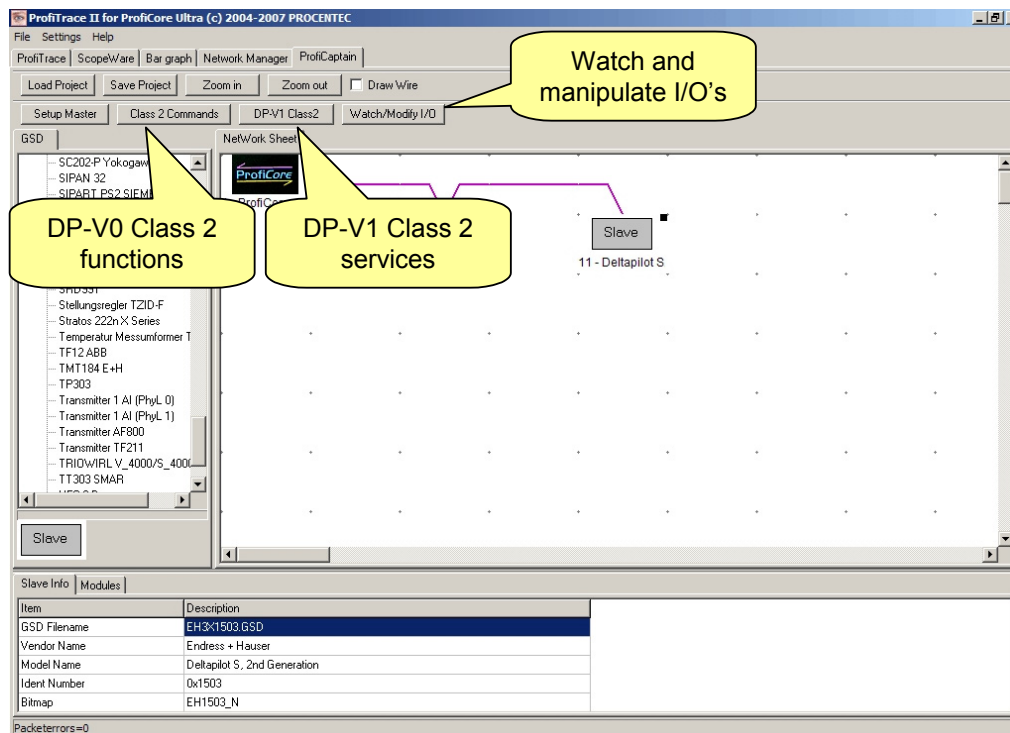 ProfiTrace II for ProfiCore Ultra (c) 2004-2007 PROCENTEC
File Settings Help
ProfiTrace ScopeWare Bar graph Network Manager ProfiCaptain
Watch and
manipulate I/O's
Load Project Save Project Zoom in Zoom out Draw Wire
Setup Master Class 2 Commands DP-V1 Class2 Watch/Modify I/O
GSD
NetWork Sheet
SC202-P Yokogaw
SIPAN 32
SIPART PS2 SIEM
ProfiCore
DP-V0 Class 2
functions
DP-V1 Class 2
services
Slave
11 - Deltapilot S
Stellungsregler TZID-F
Stratos 222n X Series
Temperatur Messumformer T
TF12 ABB
TMT184 E+H
TP303
Transmitter 1 AI (PhyL 0)
Transmitter 1 AI (PhyL 1)
Transmitter AF800
Transmitter TF211
TRIOWIRL V_4000/S_400
TT303 SMAR
Slave
Slave Info Modules
Item Description
GSD Filename EH3X1503.GSD
Vendor Name Endress + Hauser
Model Name Deltapilot S, 2nd Generation
Ident Number 0x1503
Bitmap EH1503_N
Packeterrors=0